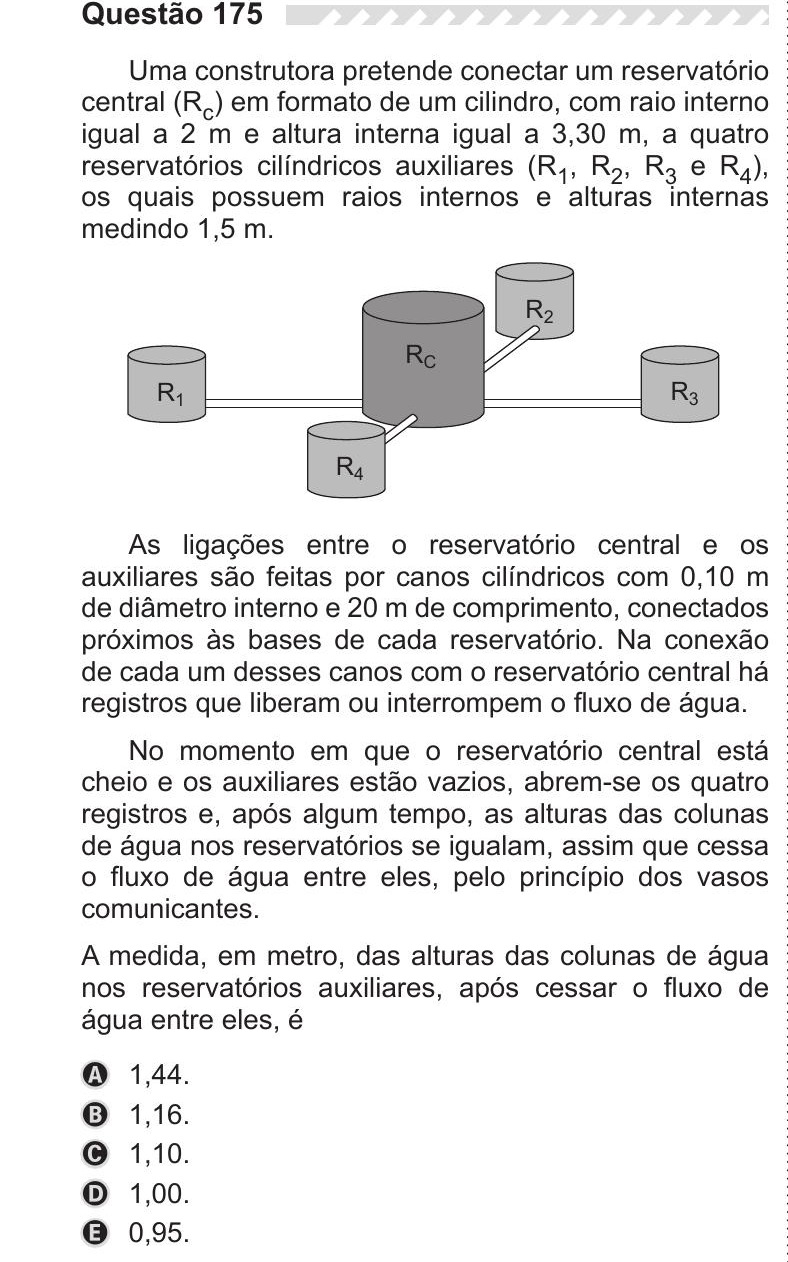 Questão 175
Uma construtora pretende conectar um reservatório
central (R_c) em formato de um cilindro, com raio interno
igual a 2 m e altura interna igual a 3,30 m, a quatro
reservatórios cilíndricos auxiliares (R₁, R₂, R₃ e R₄),
os quais possuem raios internos e alturas internas
medindo 1,5 m.
R₂
R_C
R₁
R₃
R₄
As ligações entre o reservatório central e os
auxiliares são feitas por canos cilíndricos com 0,10 m
de diâmetro interno e 20 m de comprimento, conectados
próximos às bases de cada reservatório. Na conexão
de cada um desses canos com o reservatório central há
registros que liberam ou interrompem o fluxo de água.
No momento em que o reservatório central está
cheio e os auxiliares estão vazios, abrem-se os quatro
registros e, após algum tempo, as alturas das colunas
de água nos reservatórios se igualam, assim que cessa
o fluxo de água entre eles, pelo princípio dos vasos
comunicantes.
A medida, em metro, das alturas das colunas de água
nos reservatórios auxiliares, após cessar o fluxo de
água entre eles, é
A 1,44.
B 1,16.
C 1,10.
D 1,00.
E 0,95.